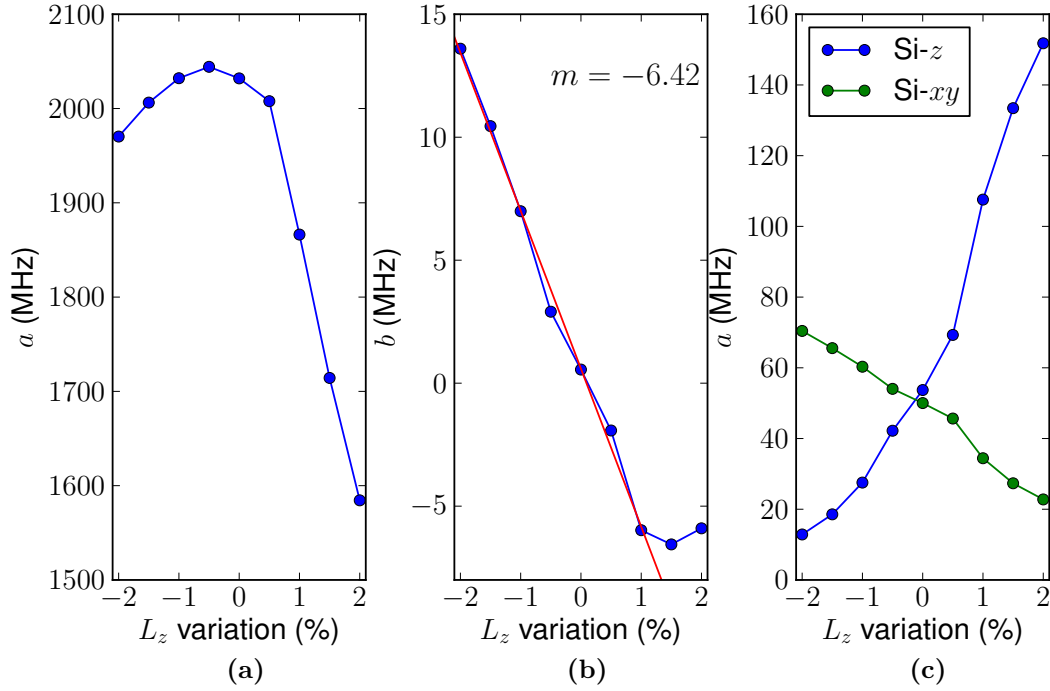 2100
2000
1900
1800
1700
1600
1500
a (MHz)
−2 −1 0 1 2
L_z variation (%)
(a)
15
10
5
0
−5
b (MHz)
m = −6.42
−2 −1 0 1 2
L_z variation (%)
(b)
160
140
120
100
80
60
40
20
0
a (MHz)
Si-z
Si-xy
−2 −1 0 1 2
L_z variation (%)
(c)